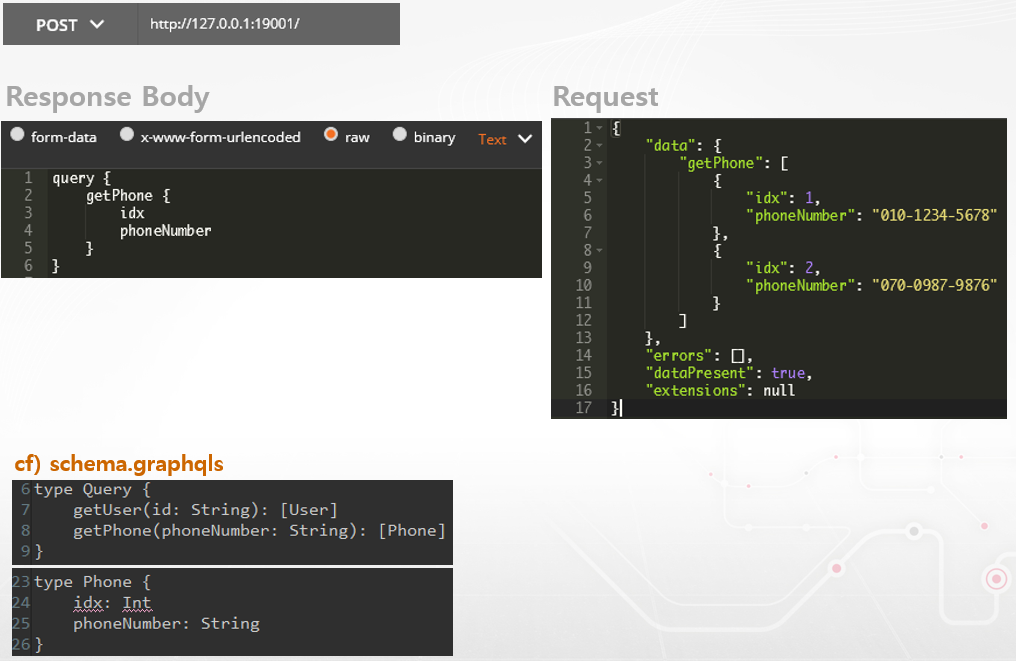 POST http://127.0.0.1:19001/
Response Body
form-data x-www-form-urlencoded raw binary Text
1 query {
2 getPhone {
3 idx
4 phoneNumber
5 }
6 }
Request
1 {
2 "data": {
3 "getPhone": [
4 {
5 "idx": 1,
6 "phoneNumber": "010-1234-5678"
7 },
8 {
9 "idx": 2,
10 "phoneNumber": "070-0987-9876"
11 }
12 ]
13 },
14 "errors": [],
15 "dataPresent": true,
16 "extensions": null
17 }
cf) schema.graphqls
6 type Query {
7 getUser(id: String): [User]
8 getPhone(phoneNumber: String): [Phone]
9 }
23 type Phone {
24 idx: Int
25 phoneNumber: String
26 }